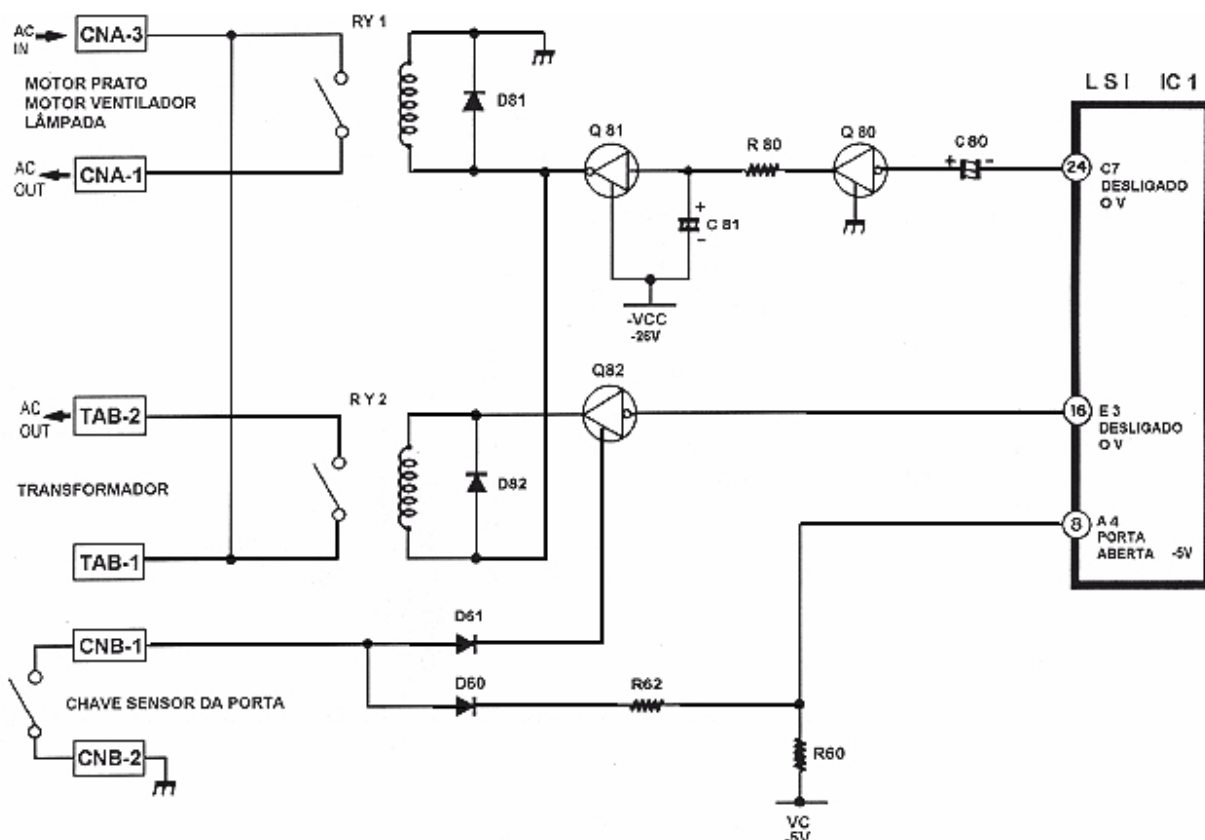 AC
IN
CNA-3
RY 1
MOTOR PRATO
MOTOR VENTILADOR
LÂMPADA
D81
Q 81
R 80
Q 80
C 80
+
-
L S I IC 1
24
C7
DESLIGADO
O V
AC
OUT
CNA-1
+
C 81
-
-VCC
-26V
Q82
AC
OUT
TAB-2
R Y 2
16
E 3
DESLIGADO
O V
TRANSFORMADOR
D82
8
A 4
PORTA
ABERTA -5V
TAB-1
D61
CNB-1
CHAVE SENSOR DA PORTA
D60
R62
CNB-2
R60
VC
-5V